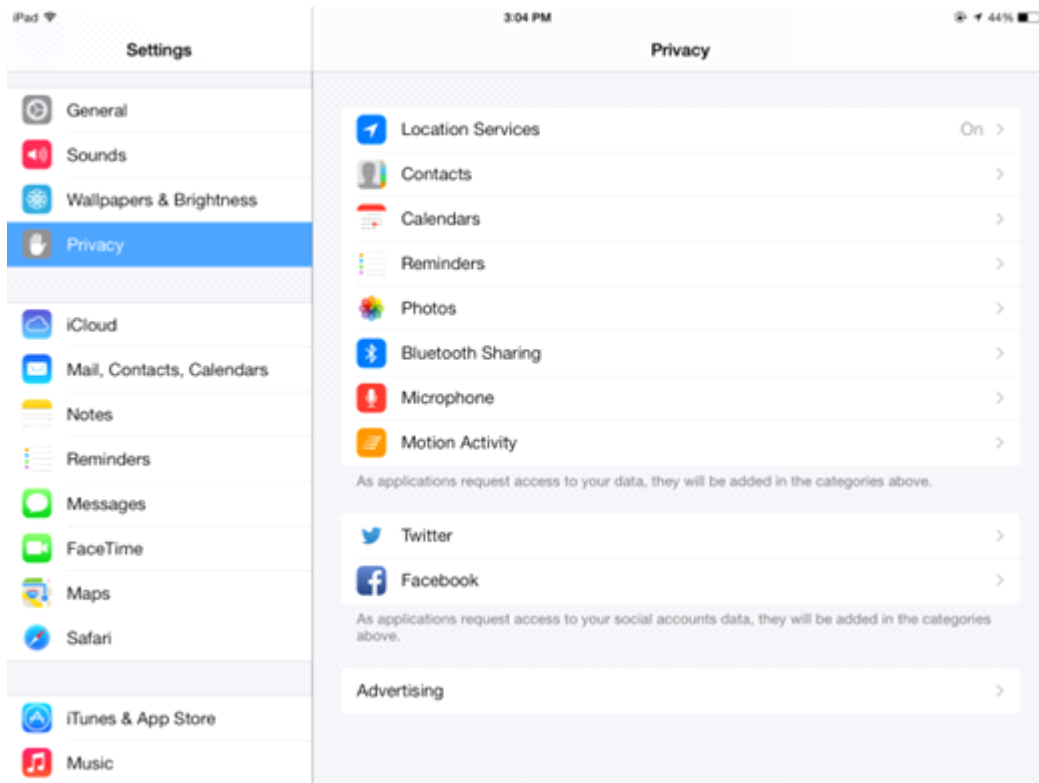 iPad
3:04 PM
44%
Settings
Privacy
General
Sounds
Wallpapers & Brightness
Privacy
iCloud
Mail, Contacts, Calendars
Notes
Reminders
Messages
FaceTime
Maps
Safari
iTunes & App Store
Music
Location Services On
Contacts
Calendars
Reminders
Photos
Bluetooth Sharing
Microphone
Motion Activity
As applications request access to your data, they will be added in the categories above.
Twitter
Facebook
As applications request access to your social accounts data, they will be added in the categories
above.
Advertising